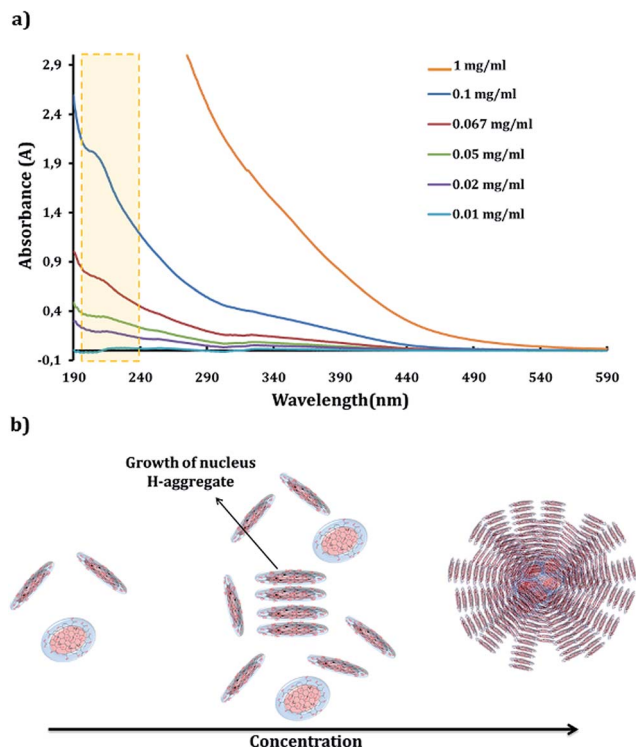 a)
Absorbance (A)
2,9
2,4
1,9
1,4
0,9
0,4
-0,1
190 240 290 340 390 440 490 540 590
Wavelength(nm)
1 mg/ml
0.1 mg/ml
0.067 mg/ml
0.05 mg/ml
0.02 mg/ml
0.01 mg/ml
b)
Growth of nucleus
H-aggregate
Concentration